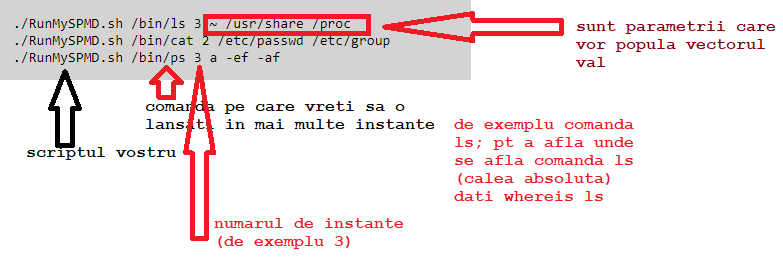 ./RunMySPMD.sh /bin/ls 3 ~ /usr/share /proc
./RunMySPMD.sh /bin/cat 2 /etc/passwd /etc/group
./RunMySPMD.sh /bin/ps 3 a -ef -af
sunt parametrii care
vor popula vectorul
val
comanda pe care vreti sa o
lansati in mai multe instante
de exemplu comanda
ls; pt a afla unde
se afla comanda ls
(calea absoluta)
dati whereis ls
scriptul vostru
numarul de instante
(de exemplu 3)